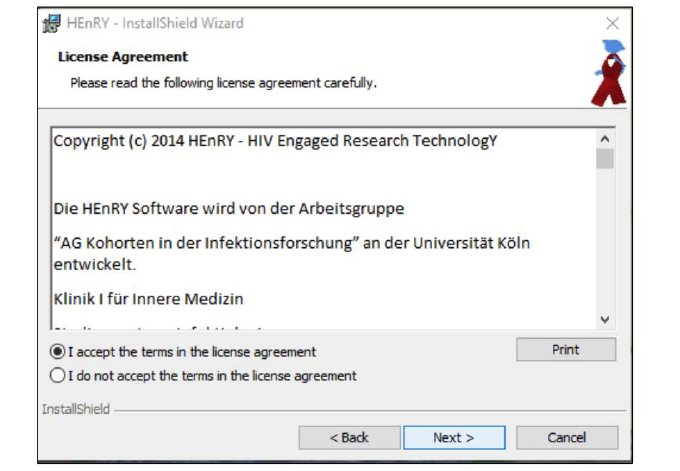 HEnRY - InstallShield Wizard
License Agreement
Please read the following license agreement carefully.
Copyright (c) 2014 HEnRY - HIV Engaged Research TechnologY
Die HEnRY Software wird von der Arbeitsgruppe
"AG Kohorten in der Infektionsforschung" an der Universität Köln
entwickelt.
Klinik I für Innere Medizin
I accept the terms in the license agreement
Print
I do not accept the terms in the license agreement
InstallShield
< Back
Next >
Cancel